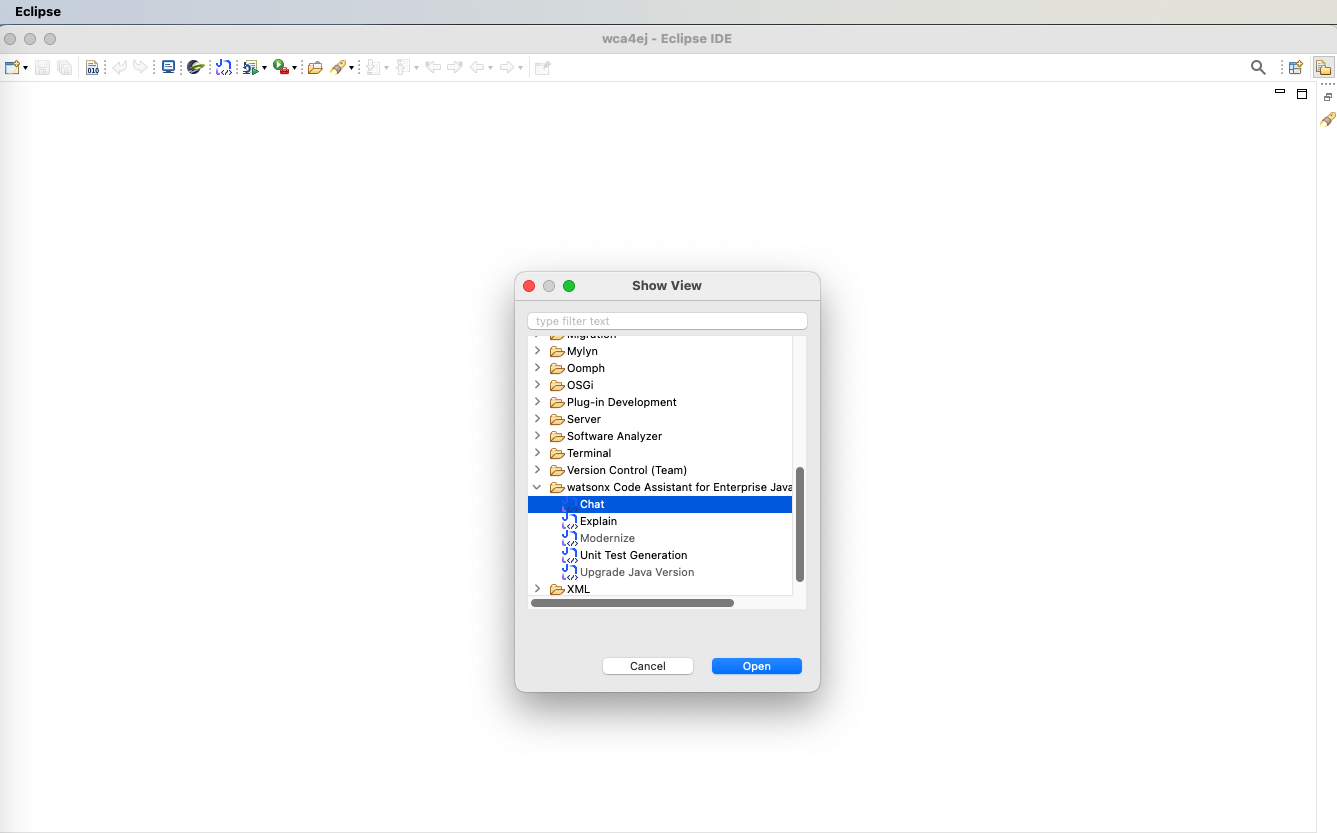 Eclipse
wca4ej - Eclipse IDE
010
Show View
type filter text
Migration
Mylyn
Oomph
OSGi
Plug-in Development
Server
Software Analyzer
Terminal
Version Control (Team)
watsonx Code Assistant for Enterprise Java
Chat
Explain
Modernize
Unit Test Generation
Upgrade Java Version
XML
Cancel
Open